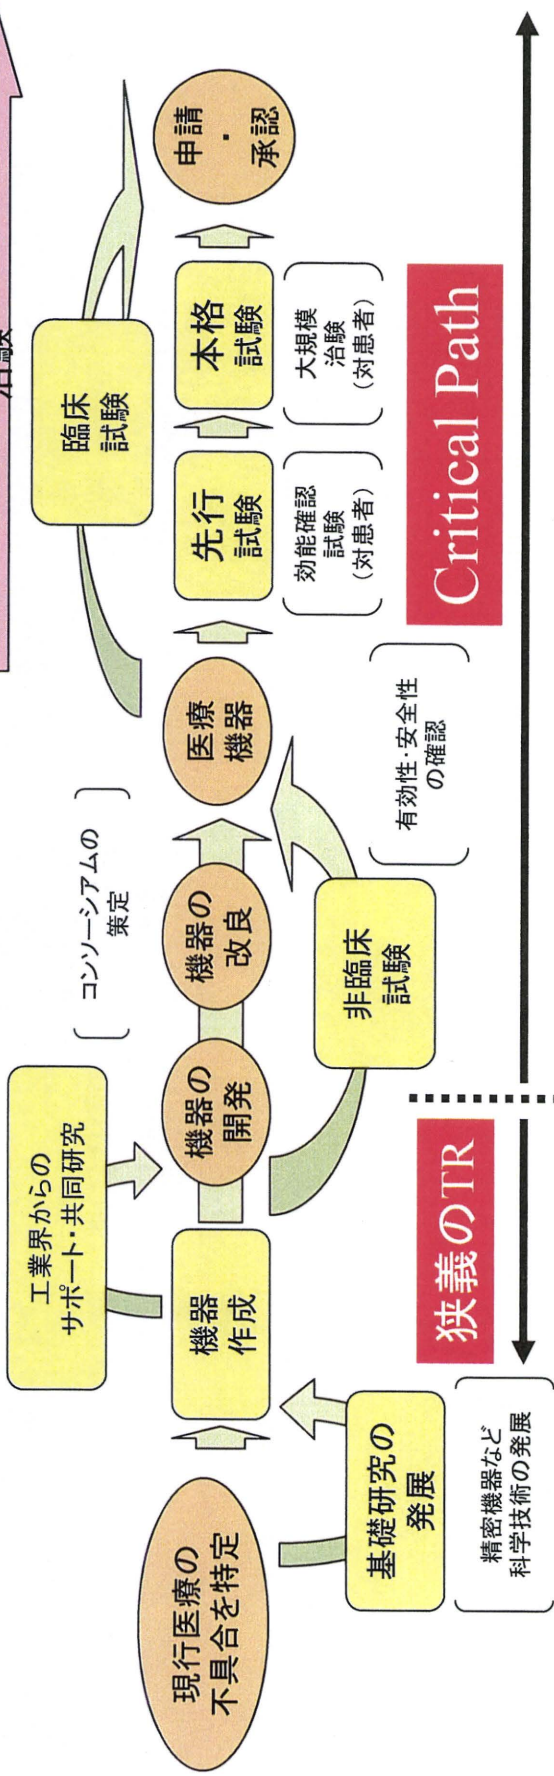 現行医療の
不具合を特定
基礎研究の
発展
精密機器など
科学技術の発展
機器
作成
工業界からの
サポート・共同研究
機器の
開発
機器の
改良
コンソーシアムの
策定
非臨床
試験
有効性・安全性
の確認
医療
機器
臨床
試験
先行
試験
効能確認
試験
(対患者)
本格
試験
大規模
治験
(対患者)
申請
・
承認
狭義のTR
Critical Path